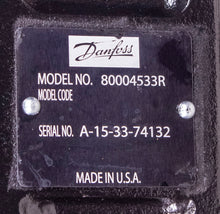 Danfoss
MODEL NO. 80004533R
MODEL CODE
SERIAL NO. A-15-33-74132
MADE IN U.S.A.